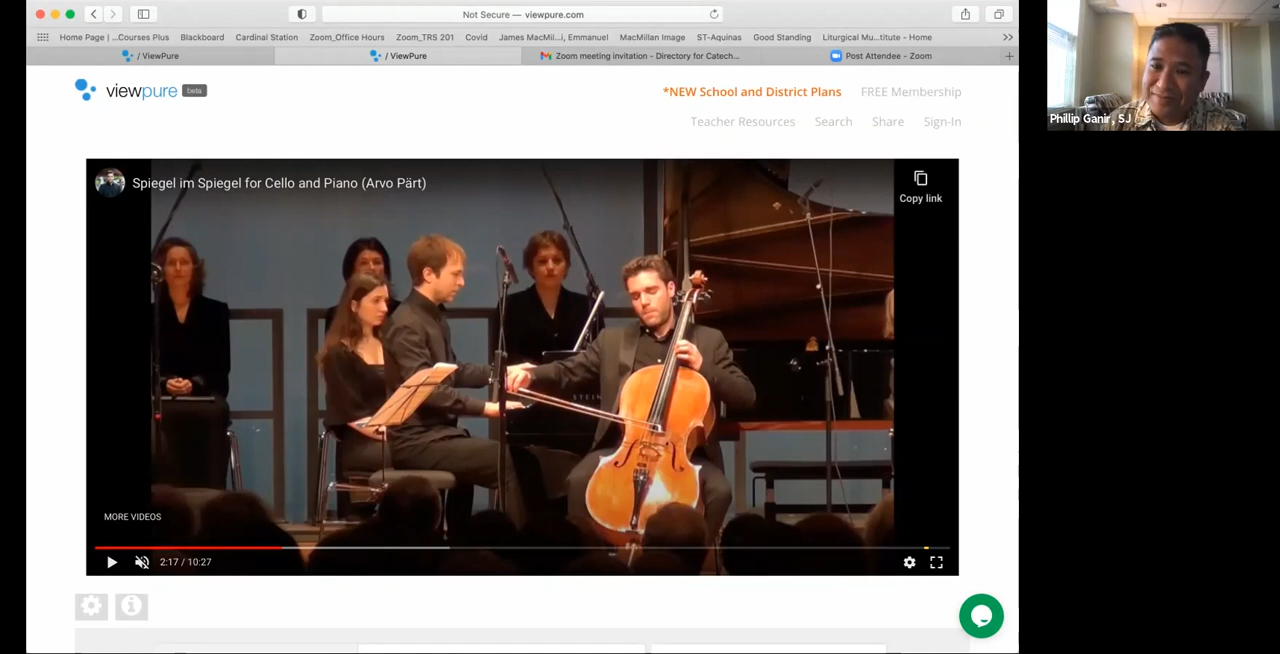 Not Secure — viewpure.com
Home Page | ...Courses Plus Blackboard Cardinal Station Zoom_Office Hours Zoom_TRS 201 Covid James MacMil...i, Emmanuel MacMillan Image ST-Aquinas Good Standing Liturgical Mu...titute - Home
/ ViewPure / ViewPure Zoom meeting invitation - Directory for Catech... Post Attendee - Zoom
viewpure beta
*NEW School and District Plans FREE Membership
Teacher Resources Search Share Sign-In
Spiegel im Spiegel for Cello and Piano (Arvo Pärt)
Copy link
STEIN
MORE VIDEOS
2:17 / 10:27
Phillip Ganir, SJ